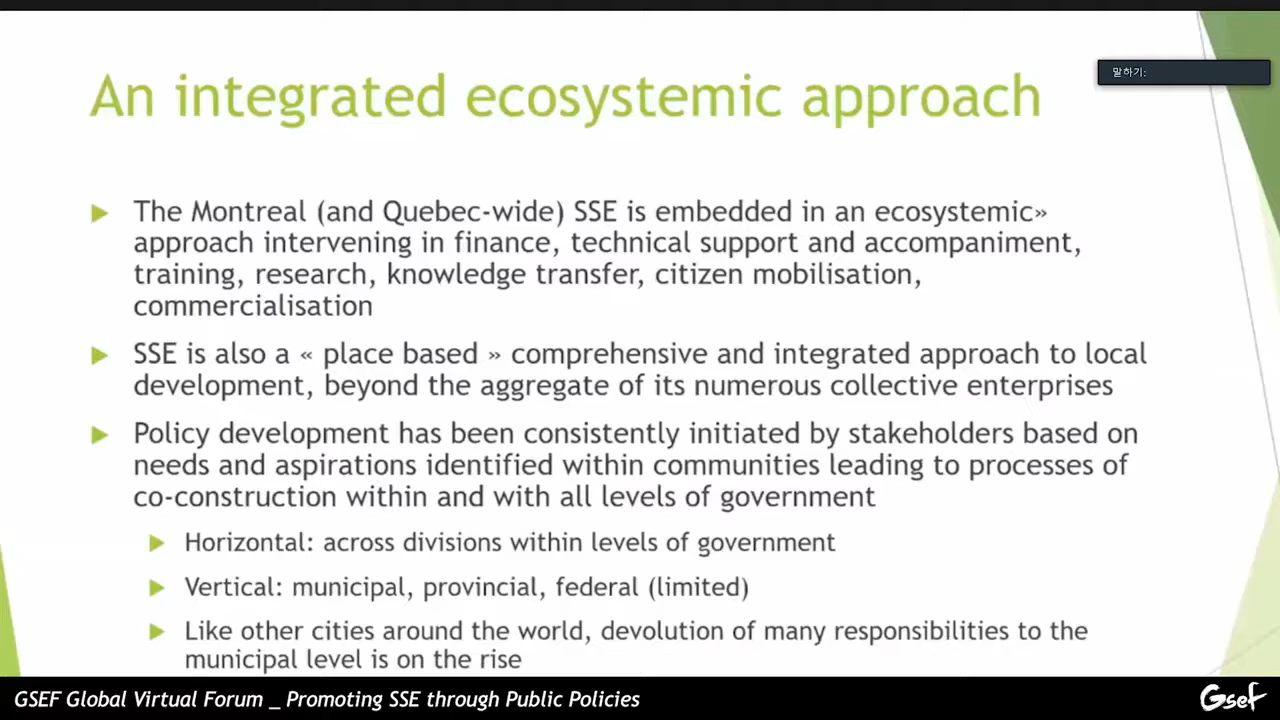 An integrated ecosystemic approach
말하기:
The Montreal (and Quebec-wide) SSE is embedded in an ecosystemic»
approach intervening in finance, technical support and accompaniment,
training, research, knowledge transfer, citizen mobilisation,
commercialisation
SSE is also a « place based » comprehensive and integrated approach to local
development, beyond the aggregate of its numerous collective enterprises
Policy development has been consistently initiated by stakeholders based on
needs and aspirations identified within communities leading to processes of
co-construction within and with all levels of government
Horizontal: across divisions within levels of government
Vertical: municipal, provincial, federal (limited)
Like other cities around the world, devolution of many responsibilities to the
municipal level is on the rise
GSEF Global Virtual Forum _ Promoting SSE through Public Policies
Gsef